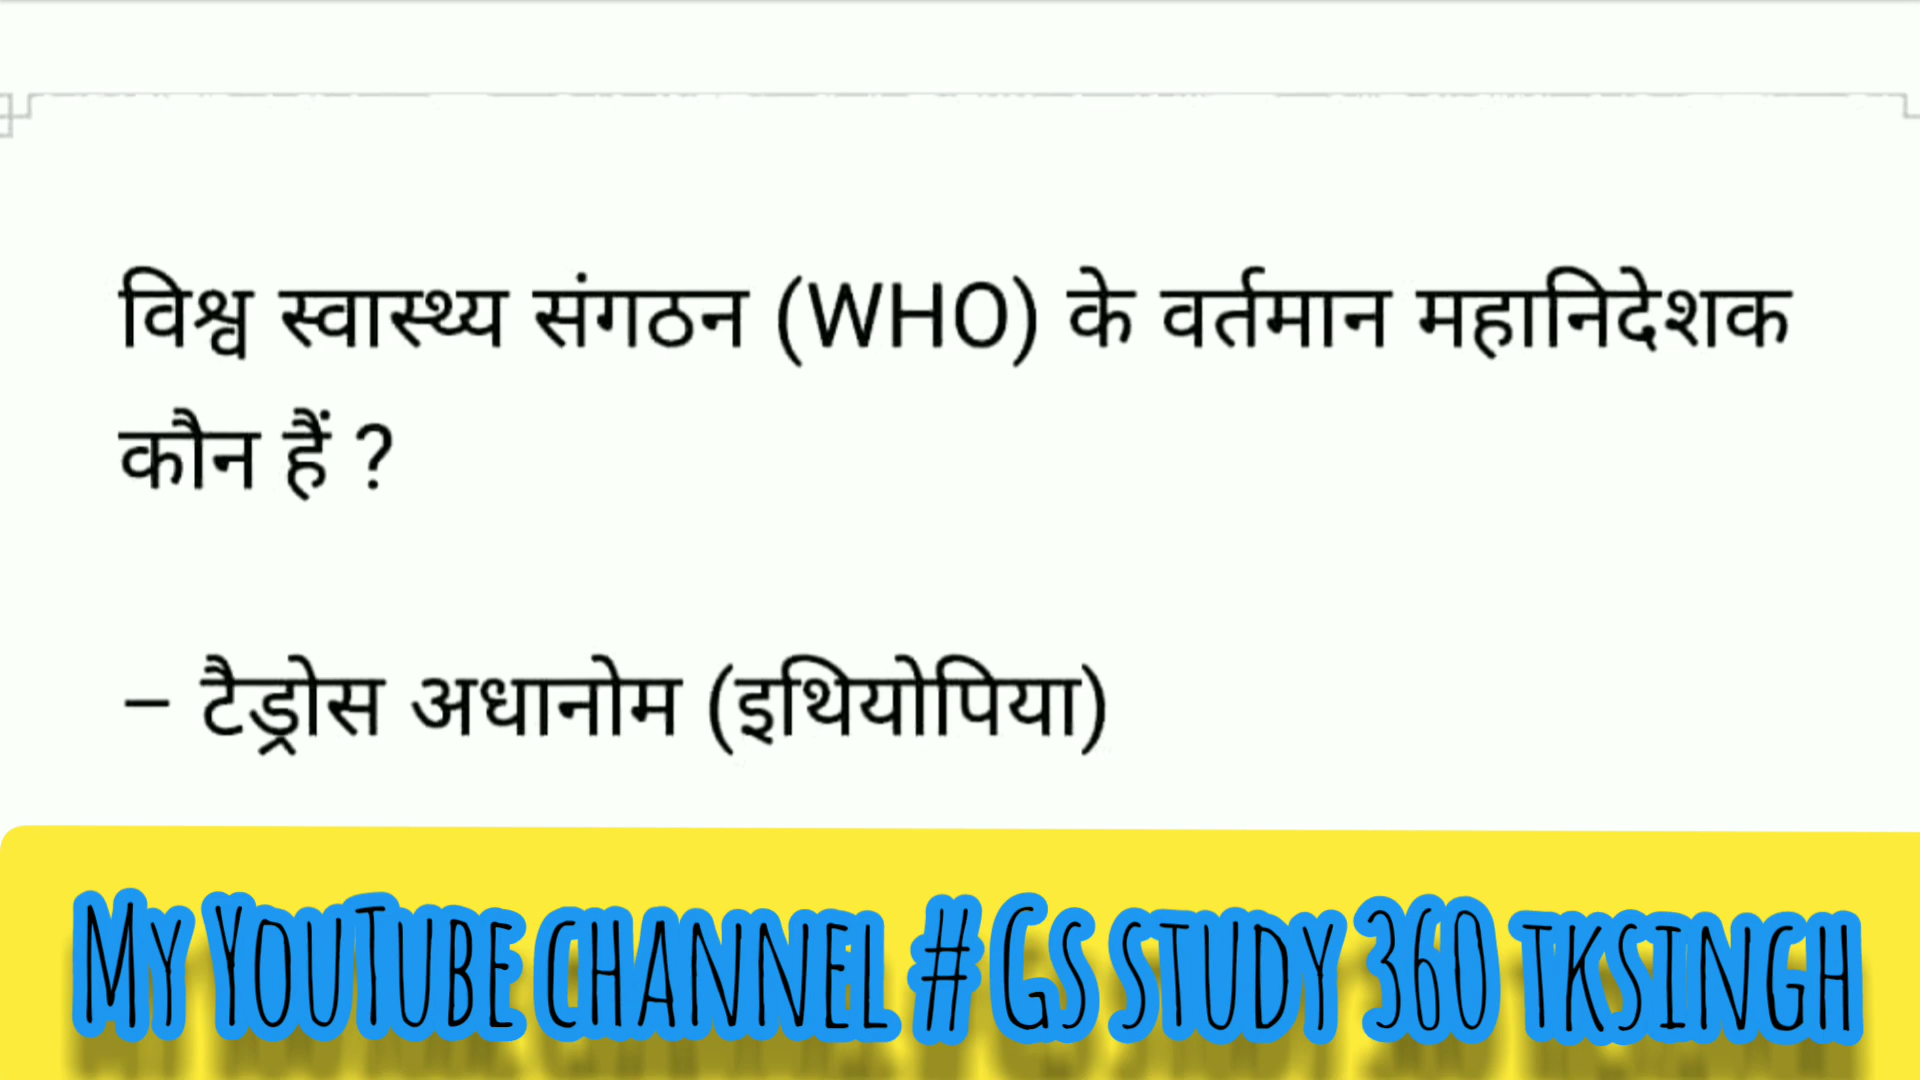 विश्व स्वास्थ्य संगठन (WHO) के वर्तमान महानिदेशक
कौन हैं ?
– टैड्रोस अधानोम (इथियोपिया)
My YouTube channel # Gs study 360 tksingh